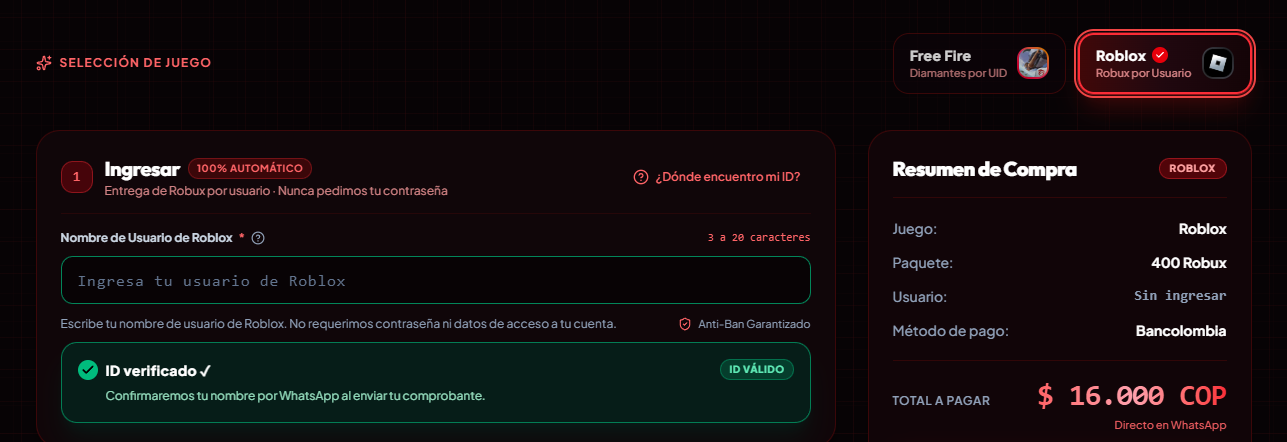 SELECCIÓN DE JUEGO
Free Fire
Diamantes por UID
Roblox
Robux por Usuario
1
Ingresar
100% AUTOMÁTICO
Entrega de Robux por usuario · Nunca pedimos tu contraseña
¿Dónde encuentro mi ID?
Nombre de Usuario de Roblox *
3 a 20 caracteres
Ingresa tu usuario de Roblox
Escribe tu nombre de usuario de Roblox. No requerimos contraseña ni datos de acceso a tu cuenta.
Anti-Ban Garantizado
ID verificado ✓
ID VÁLIDO
Confirmaremos tu nombre por WhatsApp al enviar tu comprobante.
Resumen de Compra
ROBLOX
Juego: Roblox
Paquete: 400 Robux
Usuario: Sin ingresar
Método de pago: Bancolombia
TOTAL A PAGAR $ 16.000 COP
Directo en WhatsApp